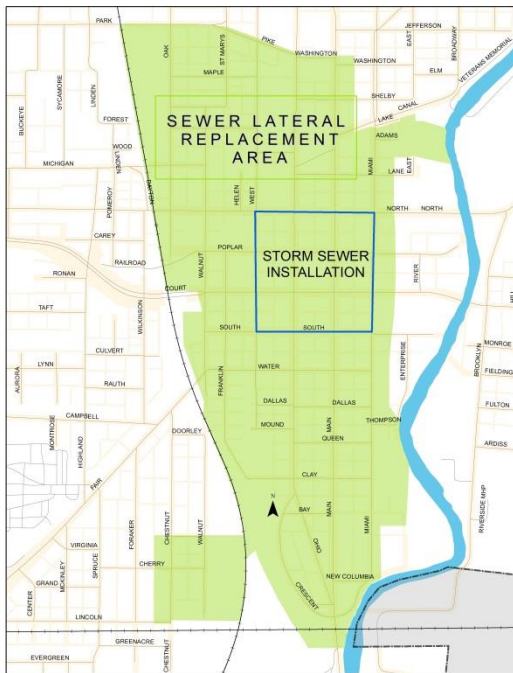 PARK
JEFFERSON
OAK
ST MARYS
PIKE
WASHINGTON
EAST
BROADWAY
VETERANS MEMORIAL
WASHINGTON
MAPLE
ELM
BUCKEYE
SYCAMORE
LINDEN
SHELBY
CANAL
LAKE
FOREST
SEWER LATERAL
REPLACEMENT
AREA
ADAMS
WOOD
LINDEN
MICHIGAN
MIAMI
LANE
EAST
DAYTON
HELEN
WEST
POMEROY
NORTH
NORTH
CAREY
POPLAR
WALNUT
STORM SEWER
INSTALLATION
RAILROAD
RONAN
RIVER
COURT
TAFT
WILKINSON
HILL
SOUTH
SOUTH
MONROE
CULVERT
ENTERPRISE
BROOKLYN
LYNN
AURORA
WATER
FIELDING
RAUTH
FRANKLIN
DALLAS
DALLAS
FULTON
CAMPBELL
MOUND
MAIN
THOMPSON
DOORLEY
QUEEN
ARDISS
MONTROSE
HIGHLAND
FAIR
CLAY
N
BAY
MAIN
RIVERSIDE MHP
VIRGINIA
FORAKER
CHESTNUT
WALNUT
OHIO
MIAMI
CHERRY
SPRUCE
MCKINLEY
GRAND
CENTER
NEW COLUMBIA
CRESCENT
LINCOLN
GREENACRE
CHESTNUT
EVERGREEN